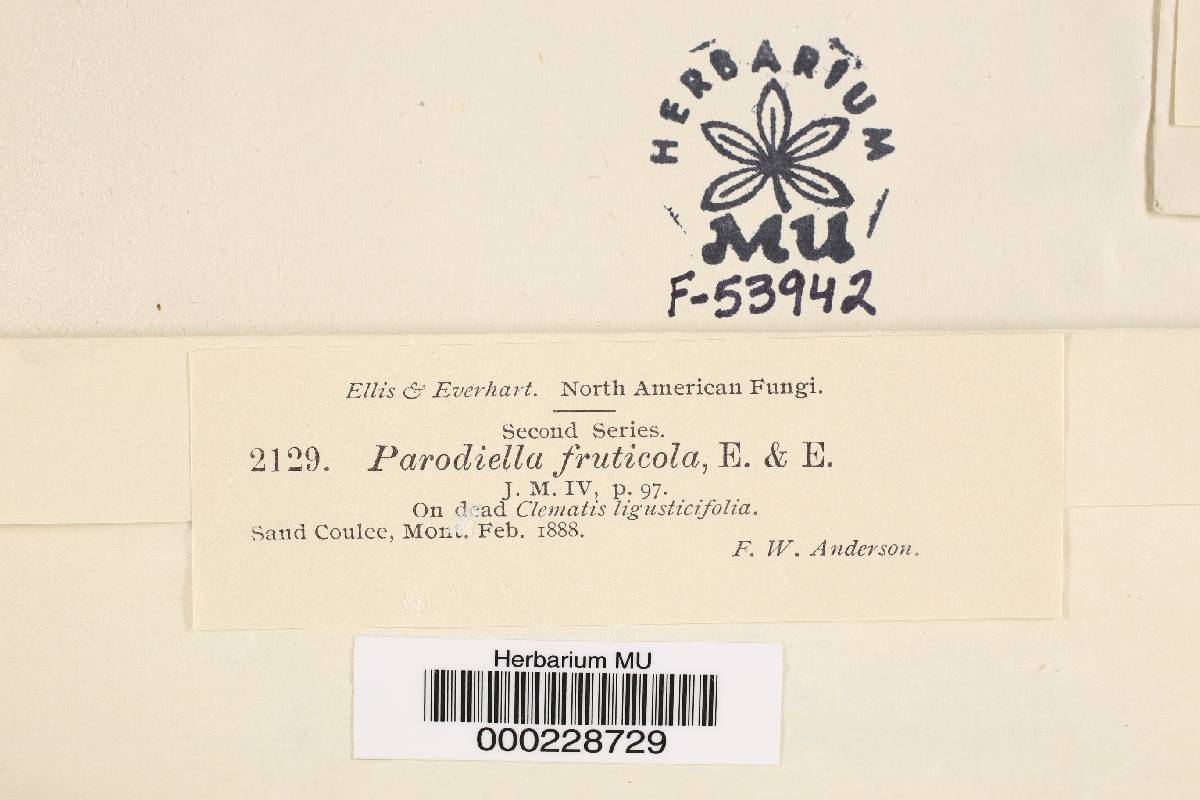 HERBARIUM
MU
F-53942
Ellis & Everhart. North American Fungi.
Second Series.
2129. Parodiella fruticola, E. & E.
J. M. IV, p. 97.
On dead Clematis ligusticifolia.
Sand Coulee, Mont. Feb. 1888.
F. W. Anderson.
Herbarium MU
000228729